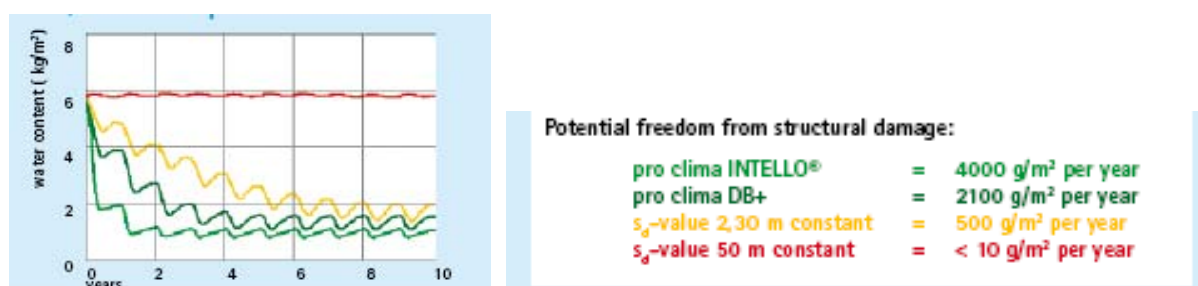 water content ( kg/m²)
8
6
4
2
0
0 2 4 6 8 10
years
Potential freedom from structural damage:
pro clima INTELLO® = 4000 g/m² per year
pro clima DB+ = 2100 g/m² per year
sd-value 2,30 m constant = 500 g/m² per year
sd-value 50 m constant = < 10 g/m² per year